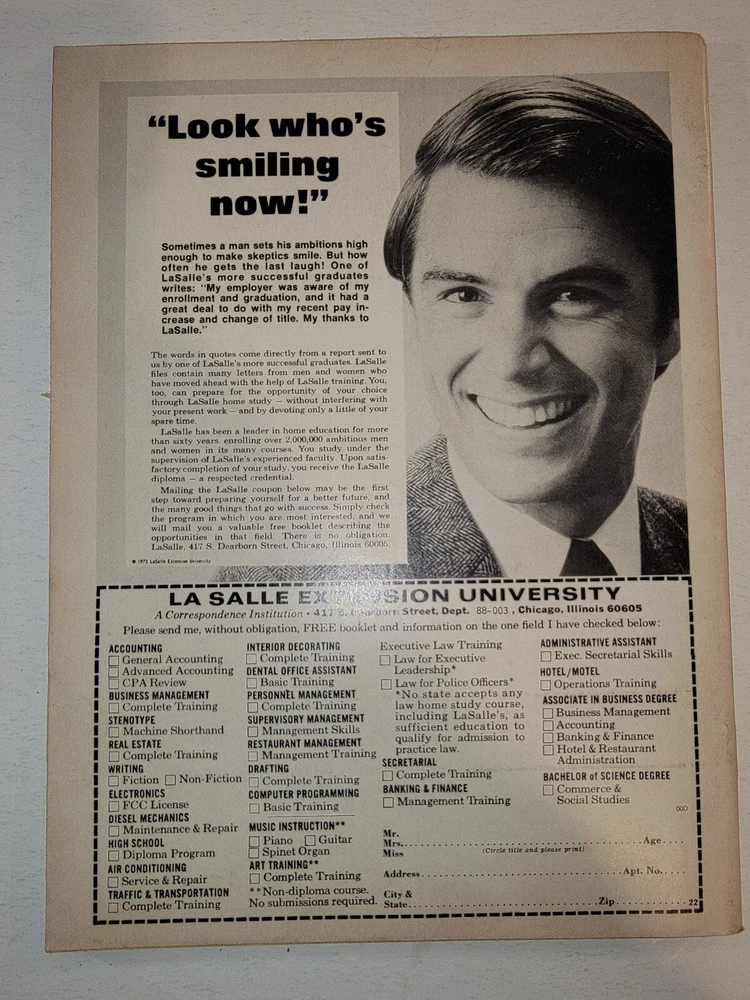 “Look who’s
smiling
now!”
Sometimes a man sets his ambitions high
enough to make skeptics smile. But how
often he gets the last laugh! One of
LaSalle's more successful graduates
writes: “My employer was aware of my
enrollment and graduation, and it had a
great deal to do with my recent pay in-
crease and change of title. My thanks to
LaSalle.”
The words in quotes come directly from a report sent to
us by one of LaSalle's more successful graduates. LaSalle
files contain many letters from men and women who
have moved ahead with the help of LaSalle training. You,
too, can prepare for the opportunity of your choice
through LaSalle home study — without interfering with
your present work — and by devoting only a little of your
spare time.
LaSalle has been a leader in home education for more
than sixty years, enrolling over 2,000,000 ambitious men
and women in its many courses. You study under the
supervision of LaSalle's experienced faculty. Upon satis-
factory completion of your study, you receive the LaSalle
diploma — a respected credential.
Mailing the LaSalle coupon below may be the first
step toward preparing yourself for a better future, and
the many good things that go with success. Simply check
the program in which you are most interested, and we
will mail you a valuable free booklet describing the
opportunities in that field. There is no obligation.
LaSalle, 417 S. Dearborn Street, Chicago, Illinois 60605.
© 1972 LaSalle Extension University
LA SALLE EXTENSION UNIVERSITY
A Correspondence Institution • 417 S. Dearborn Street, Dept. 88-003, Chicago, Illinois 60605
Please send me, without obligation, FREE booklet and information on the one field I have checked below:
ACCOUNTING
General Accounting
Advanced Accounting
CPA Review
BUSINESS MANAGEMENT
Complete Training
STENOTYPE
Machine Shorthand
REAL ESTATE
Complete Training
WRITING
Fiction Non-Fiction
ELECTRONICS
FCC License
DIESEL MECHANICS
Maintenance & Repair
HIGH SCHOOL
Diploma Program
AIR CONDITIONING
Service & Repair
TRAFFIC & TRANSPORTATION
Complete Training
INTERIOR DECORATING
Complete Training
DENTAL OFFICE ASSISTANT
Basic Training
PERSONNEL MANAGEMENT
Complete Training
SUPERVISORY MANAGEMENT
Management Skills
RESTAURANT MANAGEMENT
Management Training
DRAFTING
Complete Training
COMPUTER PROGRAMMING
Basic Training
MUSIC INSTRUCTION**
Piano Guitar
Spinet Organ
ART TRAINING**
Complete Training
**Non-diploma course.
No submissions required.
Executive Law Training
Law for Executive
Leadership*
Law for Police Officers*
*No state accepts any
law home study course,
including LaSalle's, as
sufficient education to
qualify for admission to
practice law.
SECRETARIAL
Complete Training
BANKING & FINANCE
Management Training
ADMINISTRATIVE ASSISTANT
Exec. Secretarial Skills
HOTEL/MOTEL
Operations Training
ASSOCIATE IN BUSINESS DEGREE
Business Management
Accounting
Banking & Finance
Hotel & Restaurant
Administration
BACHELOR of SCIENCE DEGREE
Commerce &
Social Studies
000
Mr.
Mrs. Age
Miss (Circle title and please print)
Address Apt. No.
City &
State Zip 22